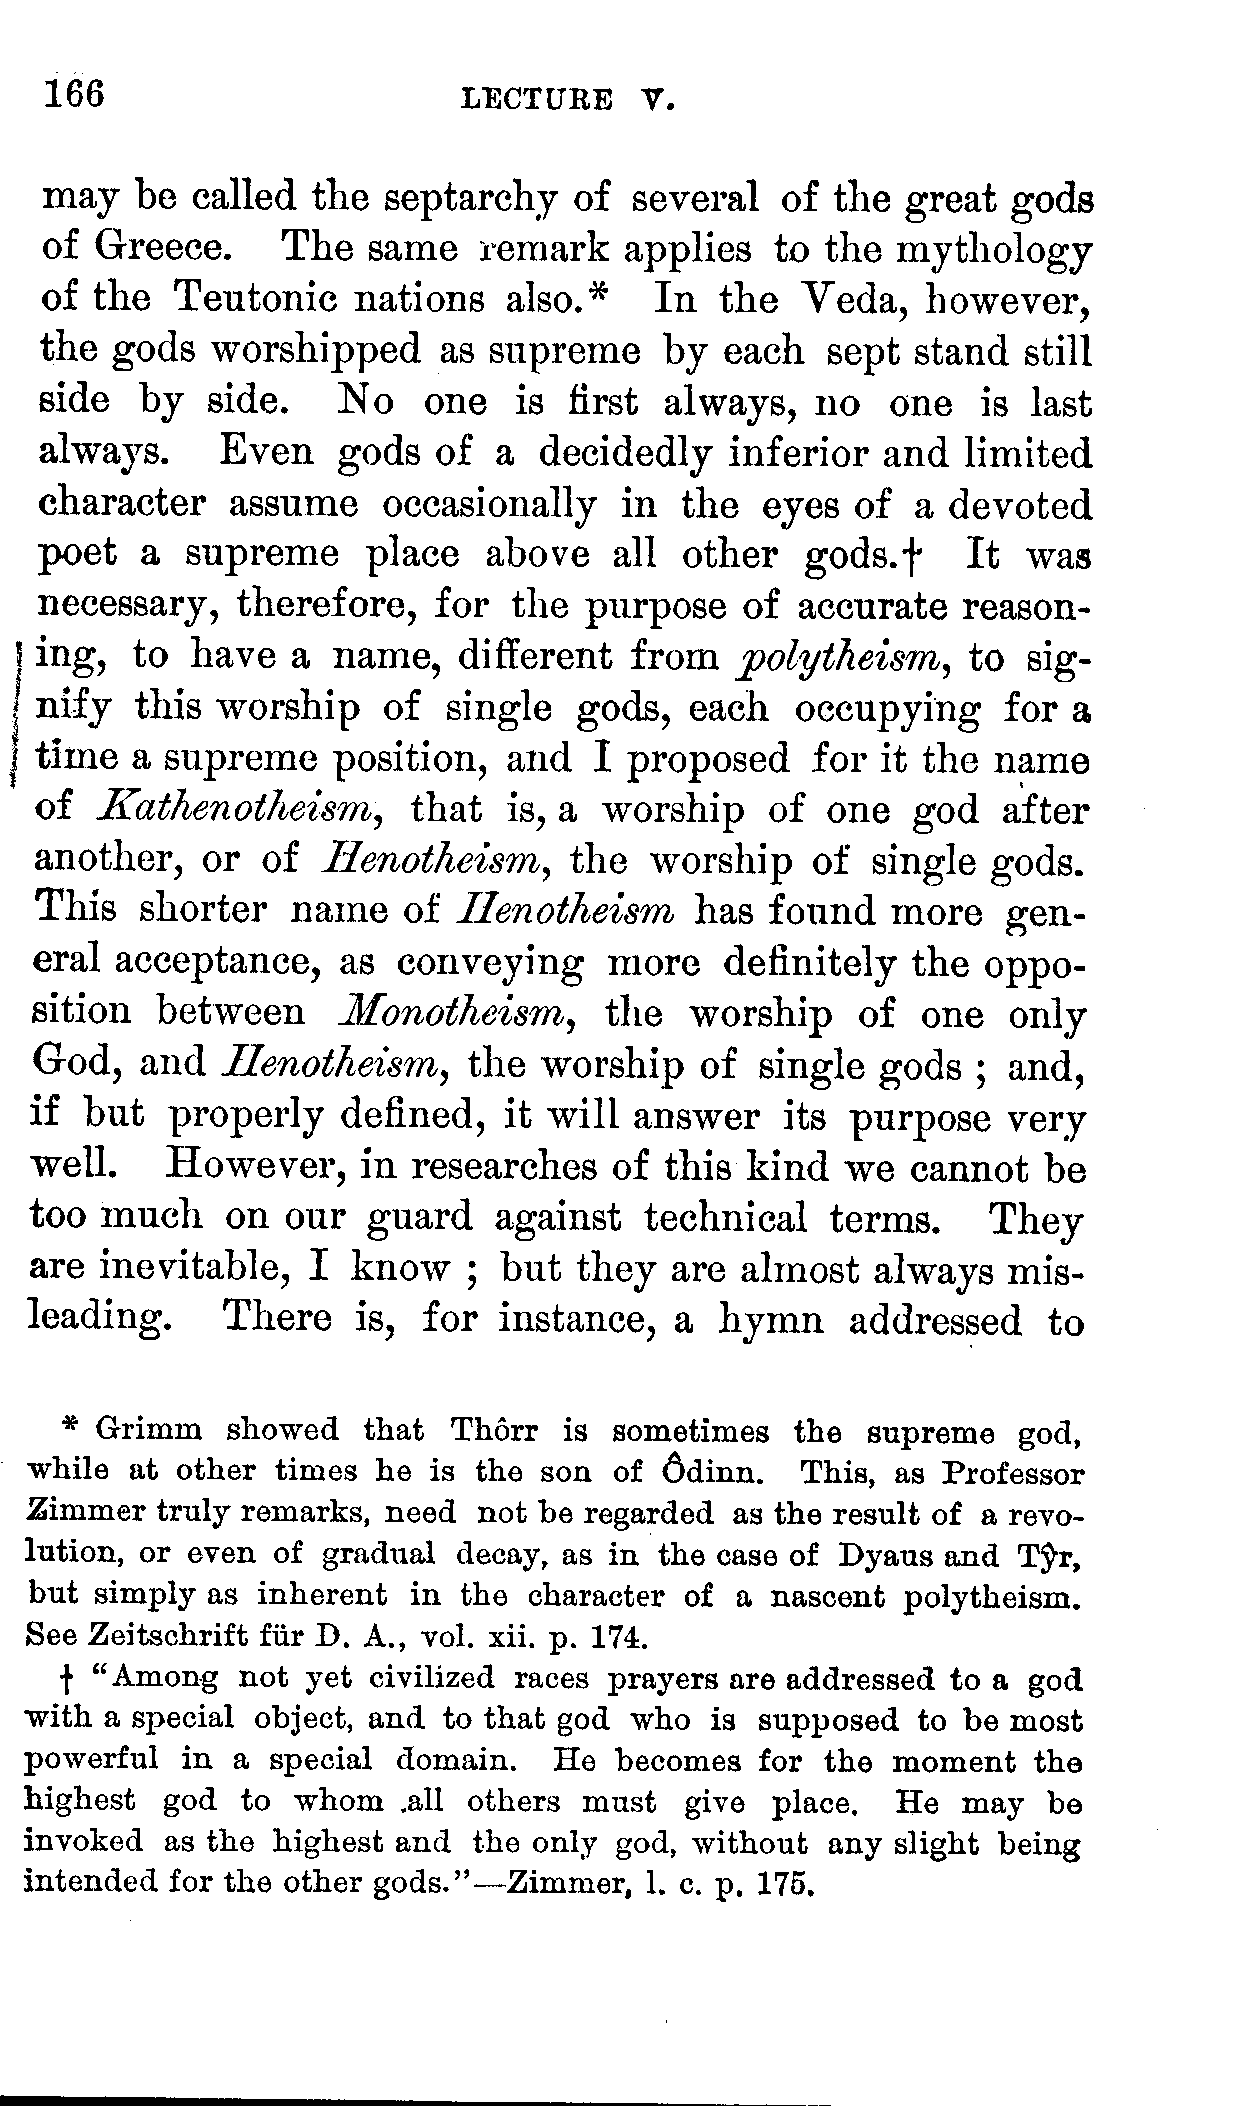 166 LECTURE V.
may be called the septarchy of several of the great gods
of Greece. The same remark applies to the mythology
of the Teutonic nations also.* In the Veda, however,
the gods worshipped as supreme by each sept stand still
side by side. No one is first always, no one is last
always. Even gods of a decidedly inferior and limited
character assume occasionally in the eyes of a devoted
poet a supreme place above all other gods.† It was
necessary, therefore, for the purpose of accurate reason-
ing, to have a name, different from polytheism, to sig-
nify this worship of single gods, each occupying for a
time a supreme position, and I proposed for it the name
of Kathenotheism, that is, a worship of one god after
another, or of Henotheism, the worship of single gods.
This shorter name of Henotheism has found more gen-
eral acceptance, as conveying more definitely the oppo-
sition between Monotheism, the worship of one only
God, and Henotheism, the worship of single gods ; and,
if but properly defined, it will answer its purpose very
well. However, in researches of this kind we cannot be
too much on our guard against technical terms. They
are inevitable, I know ; but they are almost always mis-
leading. There is, for instance, a hymn addressed to
* Grimm showed that Thôrr is sometimes the supreme god,
while at other times he is the son of Ôdinn. This, as Professor
Zimmer truly remarks, need not be regarded as the result of a revo-
lution, or even of gradual decay, as in the case of Dyaus and Tŷr,
but simply as inherent in the character of a nascent polytheism.
See Zeitschrift für D. A., vol. xii. p. 174.
† "Among not yet civilized races prayers are addressed to a god
with a special object, and to that god who is supposed to be most
powerful in a special domain. He becomes for the moment the
highest god to whom all others must give place. He may be
invoked as the highest and the only god, without any slight being
intended for the other gods."—Zimmer, l. c. p. 175.